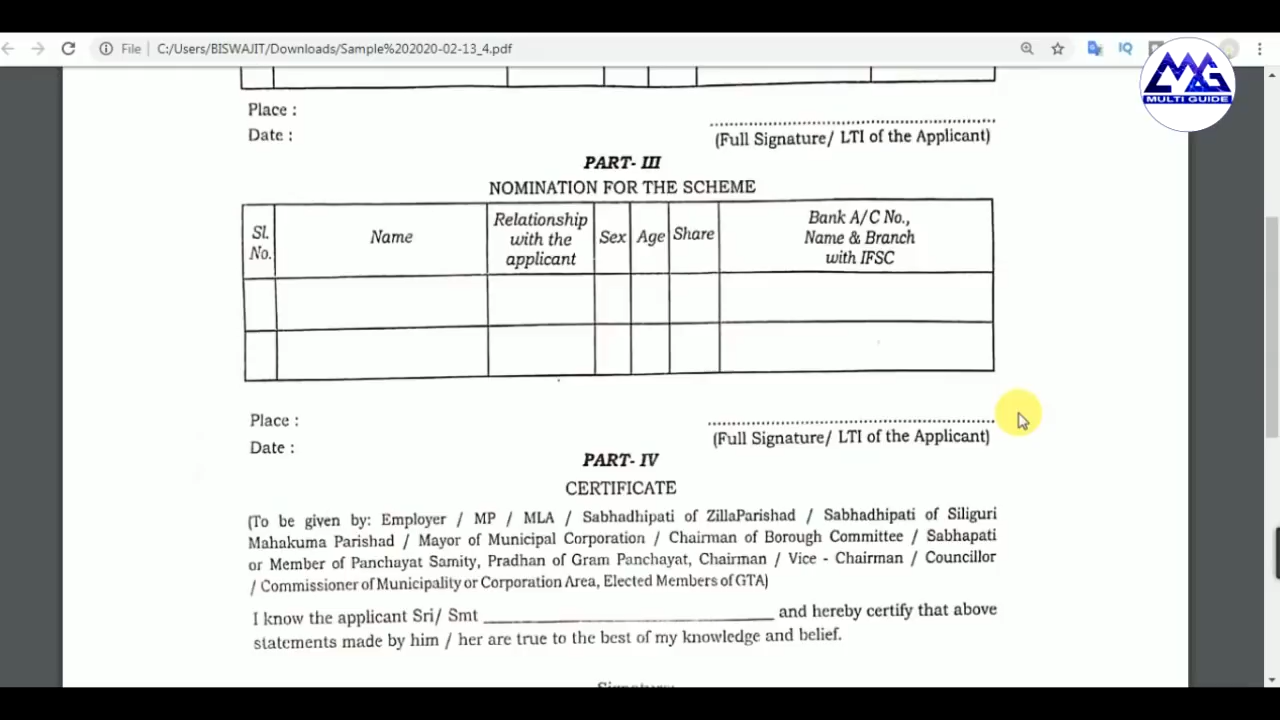 File C:/Users/BISWAJIT/Downloads/Sample%202020-02-13_4.pdf
IQ
MULTI GUIDE
Place :
Date :
(Full Signature/ LTI of the Applicant)
PART- III
NOMINATION FOR THE SCHEME
Sl. No.
Name
Relationship with the applicant
Sex
Age
Share
Bank A/C No., Name & Branch with IFSC
Place :
Date :
(Full Signature/ LTI of the Applicant)
PART- IV
CERTIFICATE
(To be given by: Employer / MP / MLA / Sabhadhipati of ZillaParishad / Sabhadhipati of Siliguri
Mahakuma Parishad / Mayor of Municipal Corporation / Chairman of Borough Committee / Sabhapati
or Member of Panchayat Samity, Pradhan of Gram Panchayat, Chairman / Vice - Chairman / Councillor
/ Commissioner of Municipality or Corporation Area, Elected Members of GTA)
I know the applicant Sri/ Smt ______________________ and hereby certify that above
statements made by him / her are true to the best of my knowledge and belief.